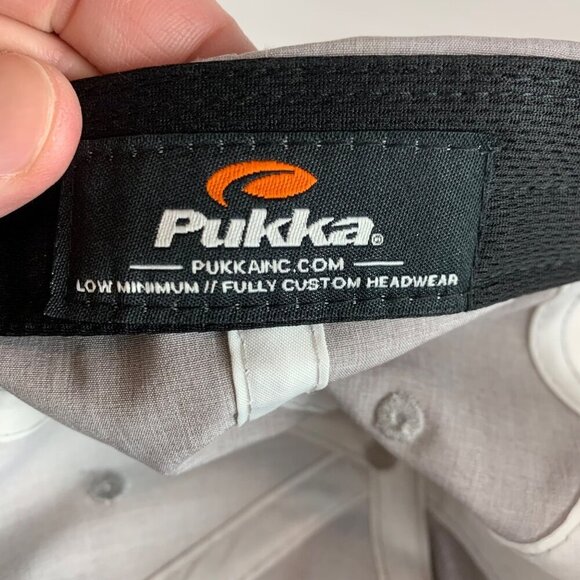 Pukka®
PUKKAINC.COM
LOW MINIMUM // FULLY CUSTOM HEADWEAR